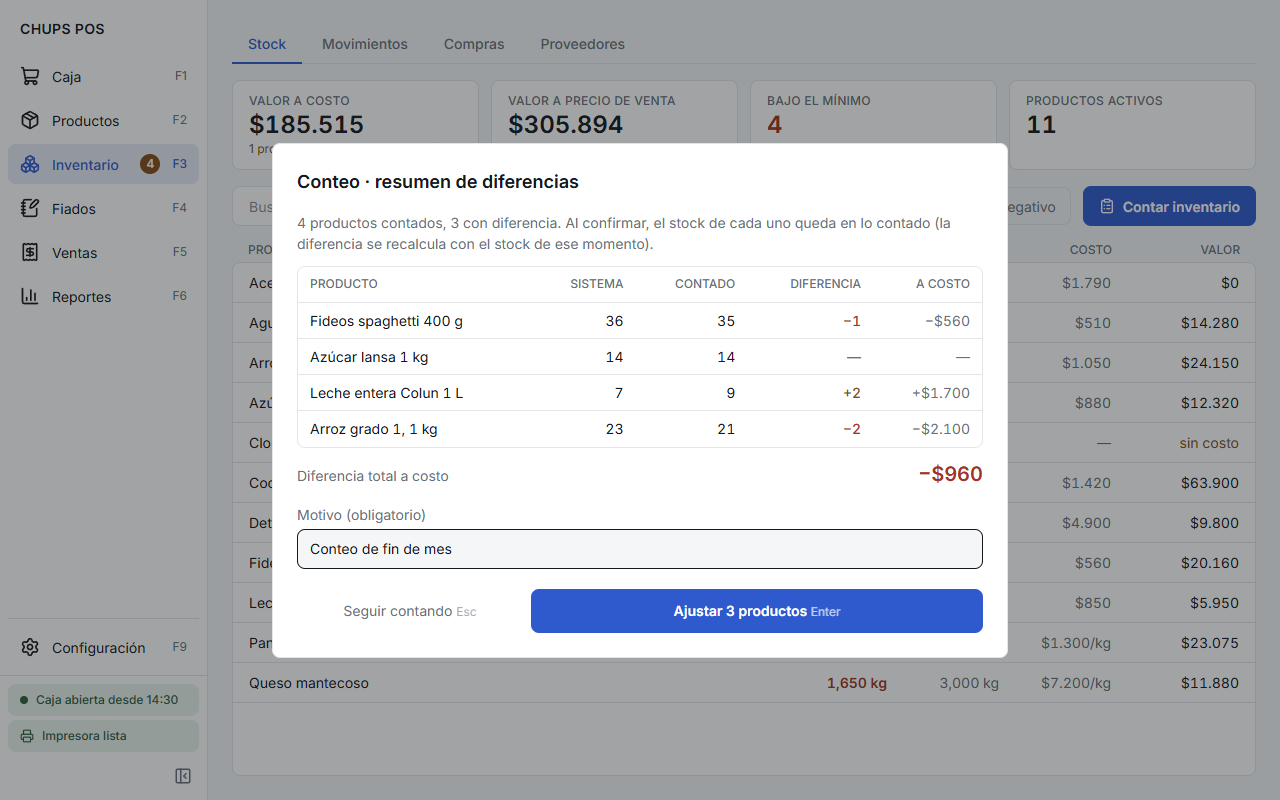 CHUPS POS
Caja F1
Productos F2
Inventario 4 F3
Fiados F4
Ventas F5
Reportes F6
Configuración F9
Caja abierta desde 14:30
Impresora lista
Stock Movimientos Compras Proveedores
VALOR A COSTO VALOR A PRECIO DE VENTA BAJO EL MÍNIMO PRODUCTOS ACTIVOS
$185.515 $305.894 4 11
Contar inventario
COSTO VALOR
$1.790 $0
$510 $14.280
$1.050 $24.150
$880 $12.320
— sin costo
$1.420 $63.900
$4.900 $9.800
$560 $20.160
$850 $5.950
$1.300/kg $23.075
Queso mantecoso 1,650 kg 3,000 kg $7.200/kg $11.880
Conteo · resumen de diferencias
4 productos contados, 3 con diferencia. Al confirmar, el stock de cada uno queda en lo contado (la
diferencia se recalcula con el stock de ese momento).
PRODUCTO SISTEMA CONTADO DIFERENCIA A COSTO
Fideos spaghetti 400 g 36 35 −1 −$560
Azúcar Iansa 1 kg 14 14 — —
Leche entera Colun 1 L 7 9 +2 +$1.700
Arroz grado 1, 1 kg 23 21 −2 −$2.100
Diferencia total a costo −$960
Motivo (obligatorio)
Conteo de fin de mes
Seguir contando Esc
Ajustar 3 productos Enter